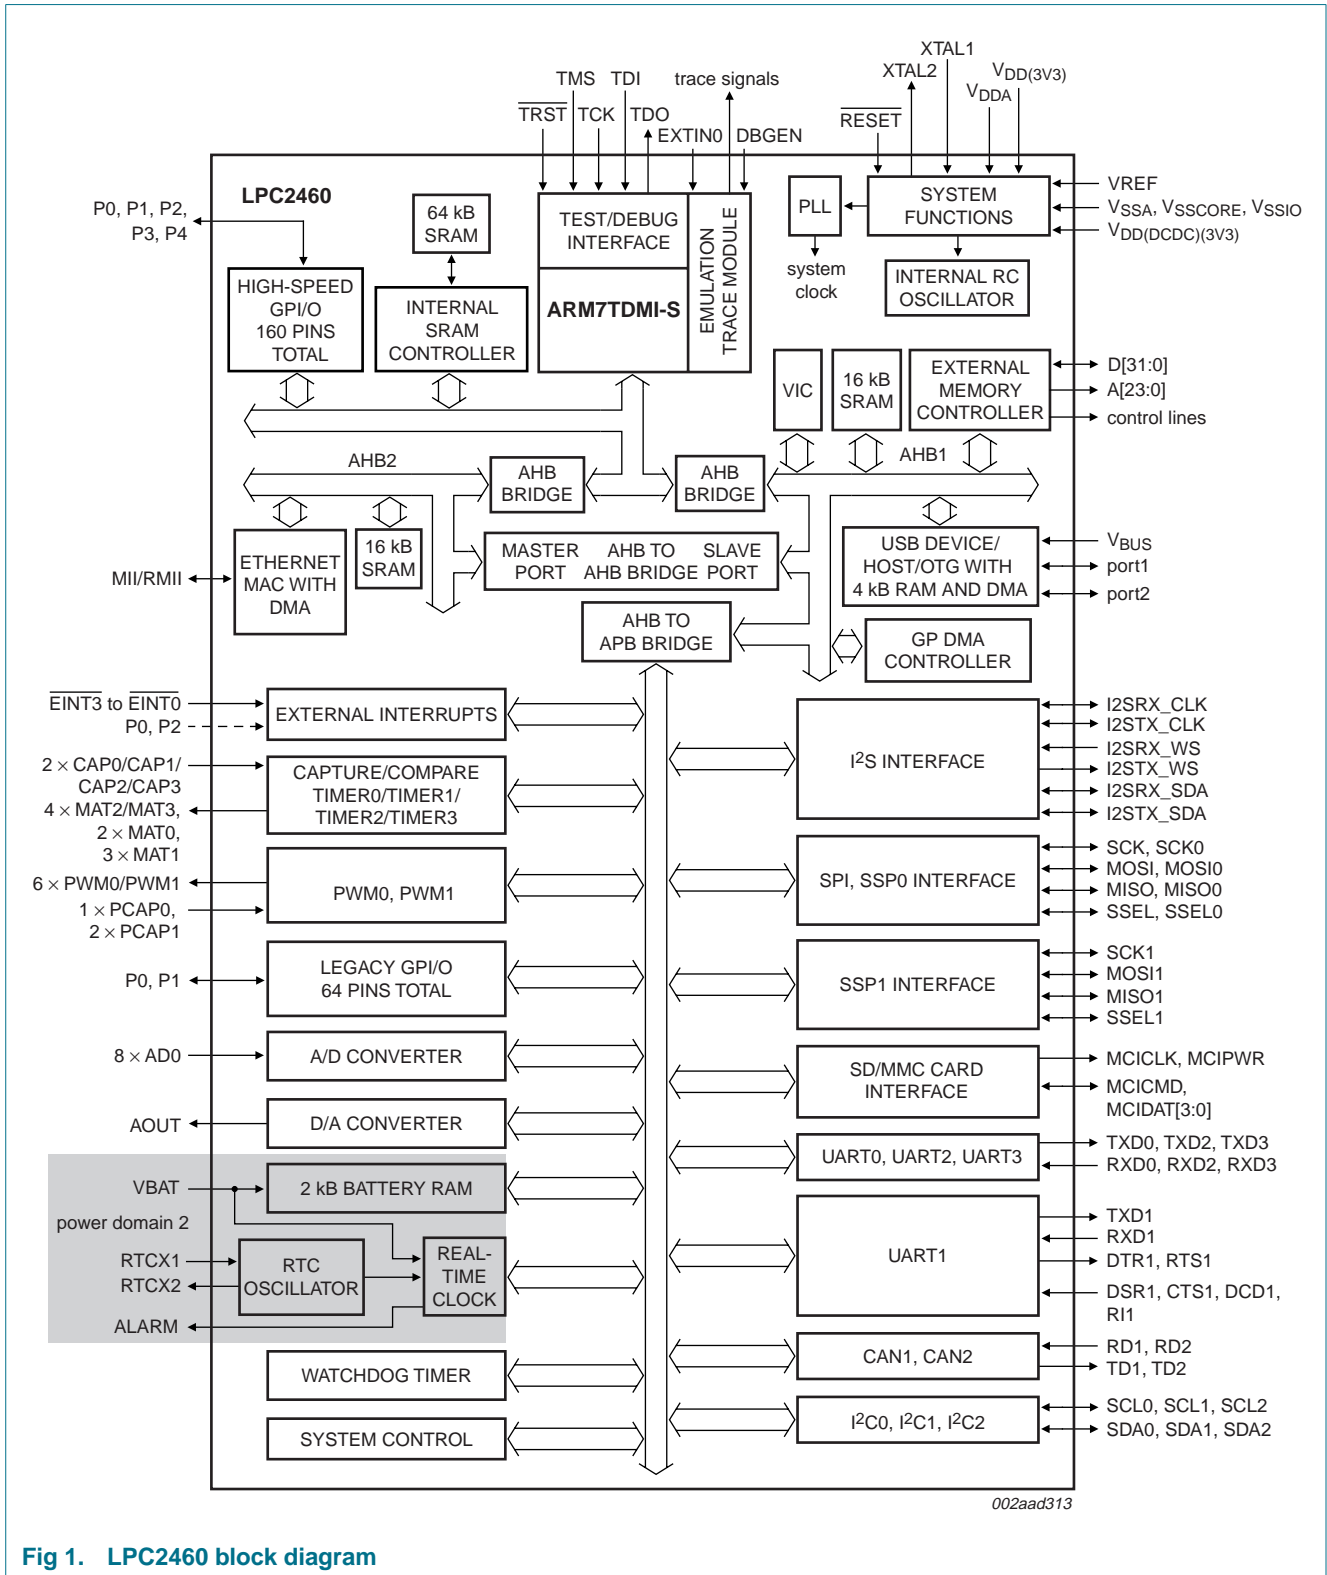 XTAL1
XTAL2
VDD(3V3)
VDDA
RESET
TMS
TDI
trace signals
TRST
TCK
TDO
EXTIN0
DBGEN
LPC2460
P0, P1, P2,
P3, P4
64 kB
SRAM
TEST/DEBUG
INTERFACE
EMULATION
TRACE MODULE
PLL
SYSTEM
FUNCTIONS
VREF
VSSA, VSSCORE, VSSIO
VDD(DCDC)(3V3)
system
clock
HIGH-SPEED
GPI/O
160 PINS
TOTAL
INTERNAL
SRAM
CONTROLLER
ARM7TDMI-S
INTERNAL RC
OSCILLATOR
VIC
16 kB
SRAM
EXTERNAL
MEMORY
CONTROLLER
D[31:0]
A[23:0]
control lines
AHB2
AHB
BRIDGE
AHB
BRIDGE
AHB1
ETHERNET
MAC WITH
DMA
16 kB
SRAM
MASTER
PORT
AHB TO
AHB BRIDGE
SLAVE
PORT
USB DEVICE/
HOST/OTG WITH
4 kB RAM AND DMA
VBUS
port1
port2
MII/RMII
AHB TO
APB BRIDGE
GP DMA
CONTROLLER
EINT3 to EINT0
P0, P2
EXTERNAL INTERRUPTS
I2S INTERFACE
I2SRX_CLK
I2STX_CLK
I2SRX_WS
I2STX_WS
I2SRX_SDA
I2STX_SDA
2 × CAP0/CAP1/
CAP2/CAP3
4 × MAT2/MAT3,
2 × MAT0,
3 × MAT1
CAPTURE/COMPARE
TIMER0/TIMER1/
TIMER2/TIMER3
6 × PWM0/PWM1
1 × PCAP0,
2 × PCAP1
PWM0, PWM1
SPI, SSP0 INTERFACE
SCK, SCK0
MOSI, MOSI0
MISO, MISO0
SSEL, SSEL0
P0, P1
LEGACY GPI/O
64 PINS TOTAL
SSP1 INTERFACE
SCK1
MOSI1
MISO1
SSEL1
8 × AD0
A/D CONVERTER
SD/MMC CARD
INTERFACE
MCICLK, MCIPWR
MCICMD,
MCIDAT[3:0]
AOUT
D/A CONVERTER
UART0, UART2, UART3
TXD0, TXD2, TXD3
RXD0, RXD2, RXD3
VBAT
2 kB BATTERY RAM
power domain 2
RTCX1
RTCX2
RTC
OSCILLATOR
REAL-
TIME
CLOCK
ALARM
UART1
TXD1
RXD1
DTR1, RTS1
DSR1, CTS1, DCD1,
RI1
WATCHDOG TIMER
CAN1, CAN2
RD1, RD2
TD1, TD2
SYSTEM CONTROL
I2C0, I2C1, I2C2
SCL0, SCL1, SCL2
SDA0, SDA1, SDA2
002aad313
Fig 1. LPC2460 block diagram